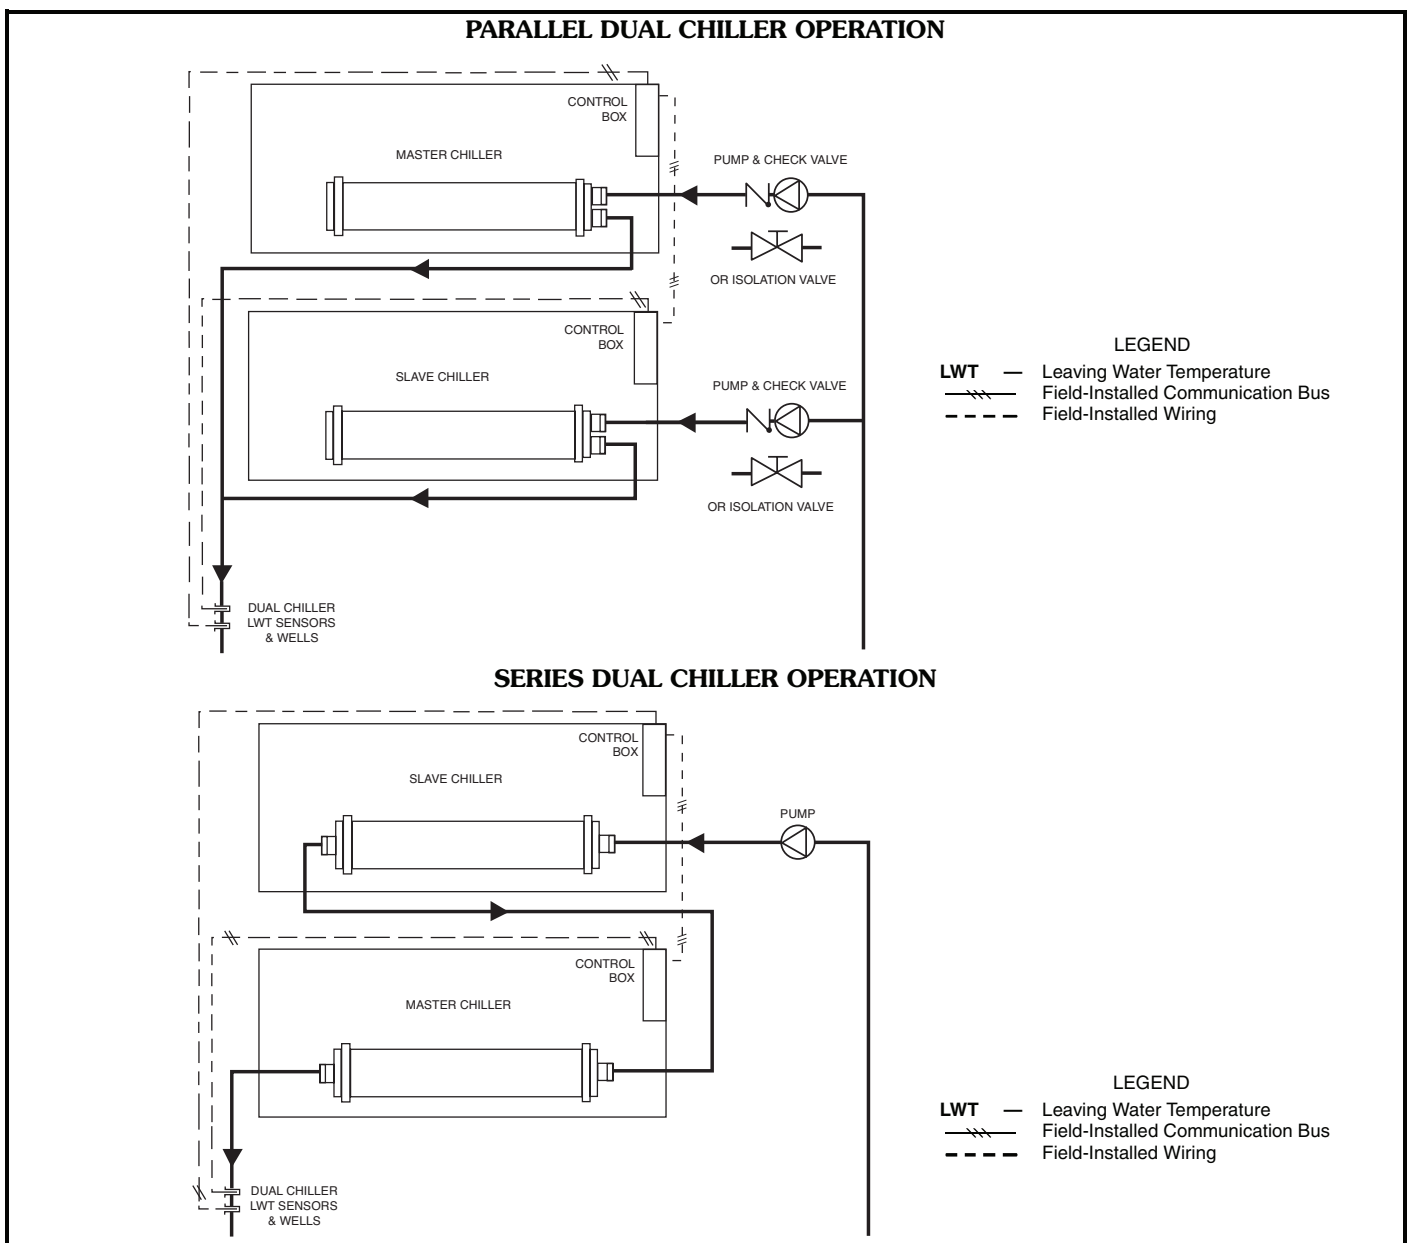 PARALLEL DUAL CHILLER OPERATION
CONTROL
BOX
MASTER CHILLER
PUMP & CHECK VALVE
OR ISOLATION VALVE
CONTROL
BOX
SLAVE CHILLER
PUMP & CHECK VALVE
OR ISOLATION VALVE
LEGEND
LWT — Leaving Water Temperature
Field-Installed Communication Bus
Field-Installed Wiring
DUAL CHILLER
LWT SENSORS
& WELLS
SERIES DUAL CHILLER OPERATION
CONTROL
BOX
SLAVE CHILLER
PUMP
CONTROL
BOX
MASTER CHILLER
LEGEND
LWT — Leaving Water Temperature
Field-Installed Communication Bus
Field-Installed Wiring
DUAL CHILLER
LWT SENSORS
& WELLS